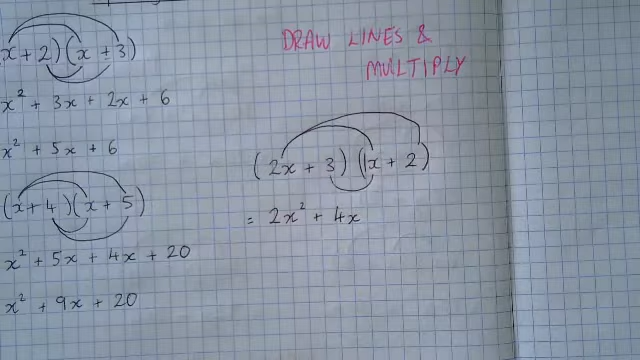 (x + 2)(x + 3)
x² + 3x + 2x + 6
x² + 5x + 6
(x + 4)(x + 5)
x² + 5x + 4x + 20
x² + 9x + 20
DRAW LINES &
MULTIPLY
(2x + 3)(x + 2)
= 2x² + 4x